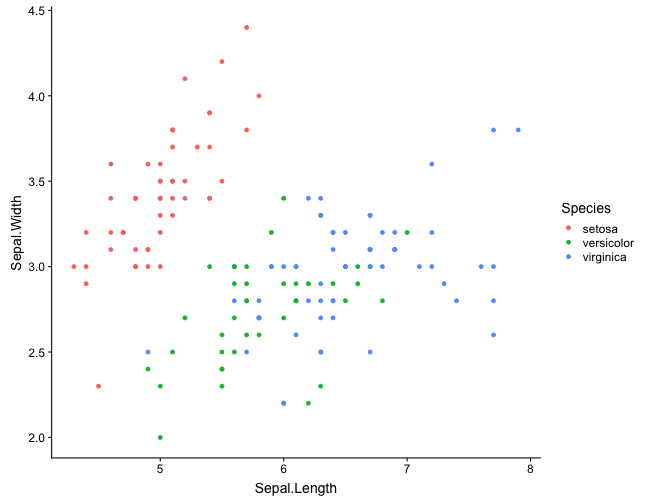 4.5
4.0
3.5
3.0
2.5
2.0
Sepal.Width
5
6
7
8
Sepal.Length
Species
setosa
versicolor
virginica